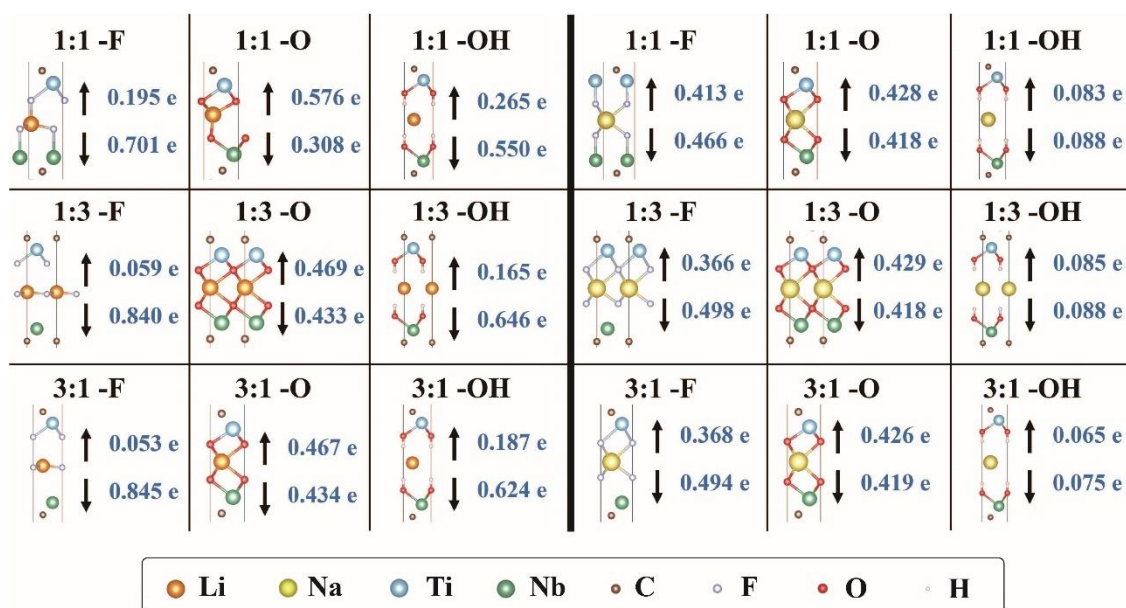 1:1 -F 1:1 -O 1:1 -OH 1:1 -F 1:1 -O 1:1 -OH
0.195 e 0.576 e 0.265 e 0.413 e 0.428 e 0.083 e
0.701 e 0.308 e 0.550 e 0.466 e 0.418 e 0.088 e
1:3 -F 1:3 -O 1:3 -OH 1:3 -F 1:3 -O 1:3 -OH
0.059 e 0.469 e 0.165 e 0.366 e 0.429 e 0.085 e
0.840 e 0.433 e 0.646 e 0.498 e 0.418 e 0.088 e
3:1 -F 3:1 -O 3:1 -OH 3:1 -F 3:1 -O 3:1 -OH
0.053 e 0.467 e 0.187 e 0.368 e 0.426 e 0.065 e
0.845 e 0.434 e 0.624 e 0.494 e 0.419 e 0.075 e
Li Na Ti Nb C F O H